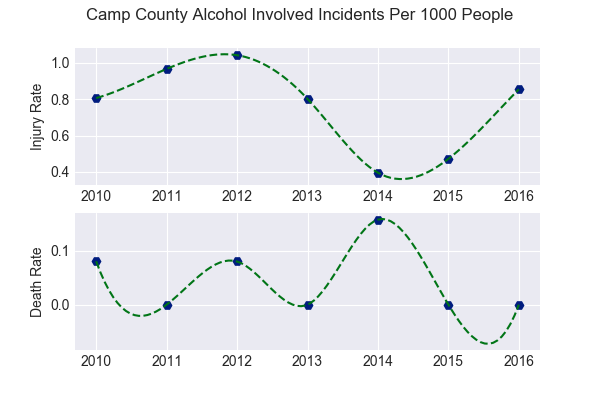 Camp County Alcohol Involved Incidents Per 1000 People
Injury Rate
1.0
0.8
0.6
0.4
2010 2011 2012 2013 2014 2015 2016
Death Rate
0.1
0.0
2010 2011 2012 2013 2014 2015 2016